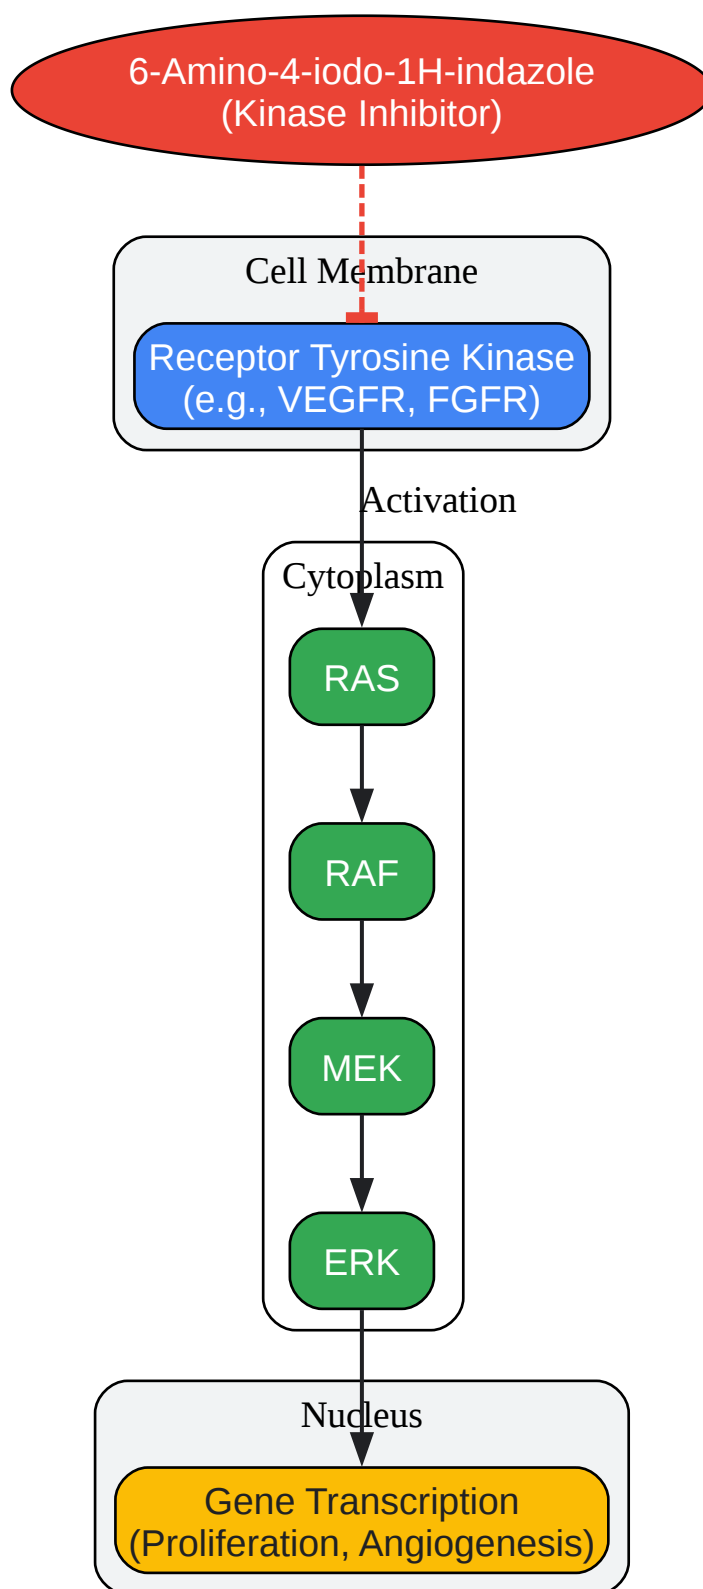 6-Amino-4-iodo-1H-indazole
(Kinase Inhibitor)
Cell Membrane
Receptor Tyrosine Kinase
(e.g., VEGFR, FGFR)
Activation
Cytoplasm
RAS
RAF
MEK
ERK
Nucleus
Gene Transcription
(Proliferation, Angiogenesis)